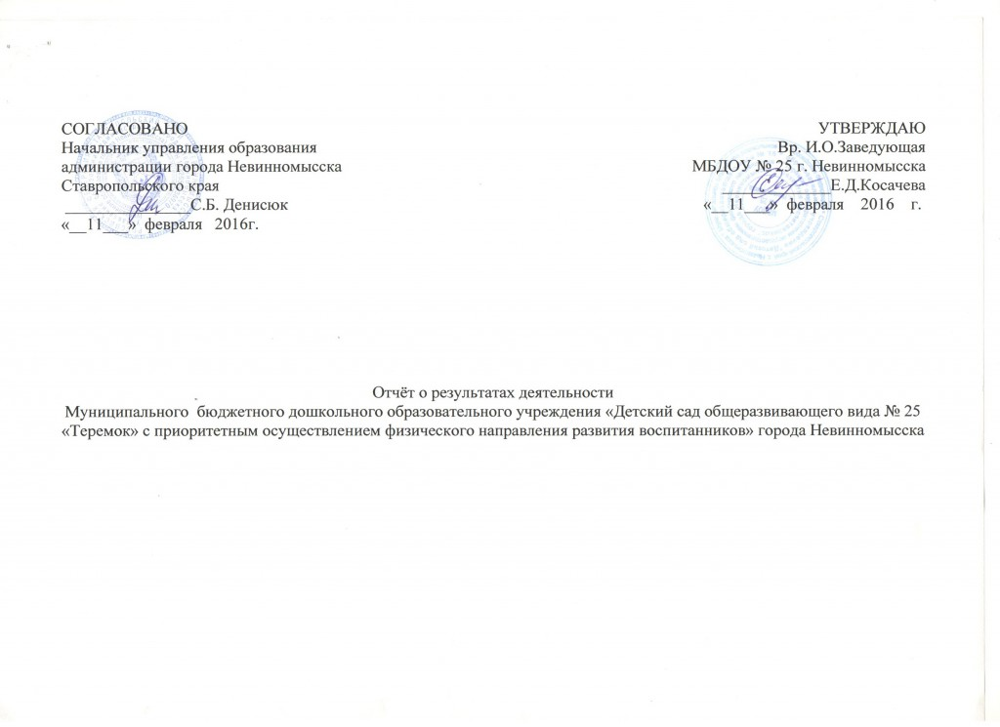 СОГЛАСОВАНО
Начальник управления образования
администрации города Невинномысска
Ставропольского края
_________________С.Б. Денисюк
«__11___» февраля 2016г.
УТВЕРЖДАЮ
Вр. И.О.Заведующая
МБДОУ № 25 г. Невинномысска
_______________Е.Д.Косачева
«__11___» февраля 2016 г.
Отчёт о результатах деятельности
Муниципального бюджетного дошкольного образовательного учреждения «Детский сад общеразвивающего вида № 25
«Теремок» с приоритетным осуществлением физического направления развития воспитанников» города Невинномысска